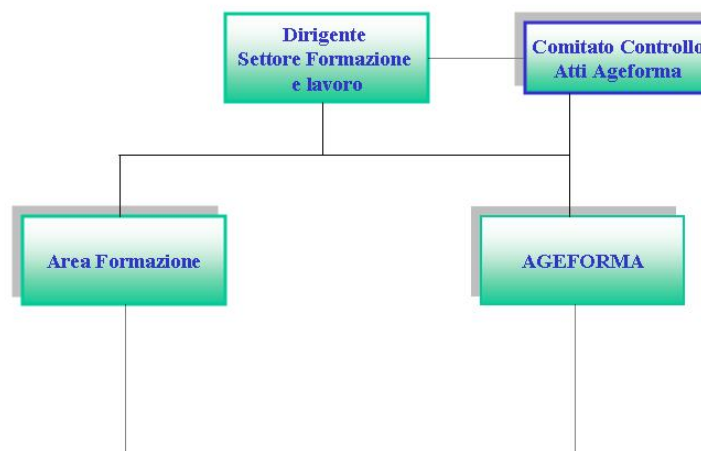 Dirigente
Settore Formazione
e lavoro
Comitato Controllo
Atti Ageforma
Area Formazione
AGEFORMA